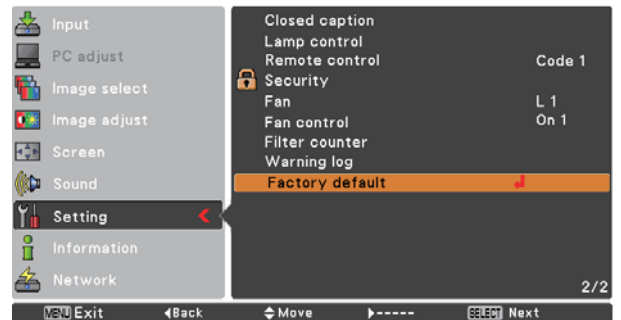 Input
PC adjust
Image select
Image adjust
Screen
Sound
Setting
Information
Network
Closed caption
Lamp control
Remote control Code 1
Security
Fan L 1
Fan control On 1
Filter counter
Warning log
Factory default
2/2
MENU Exit ◀Back Move ▶----- SELECT Next